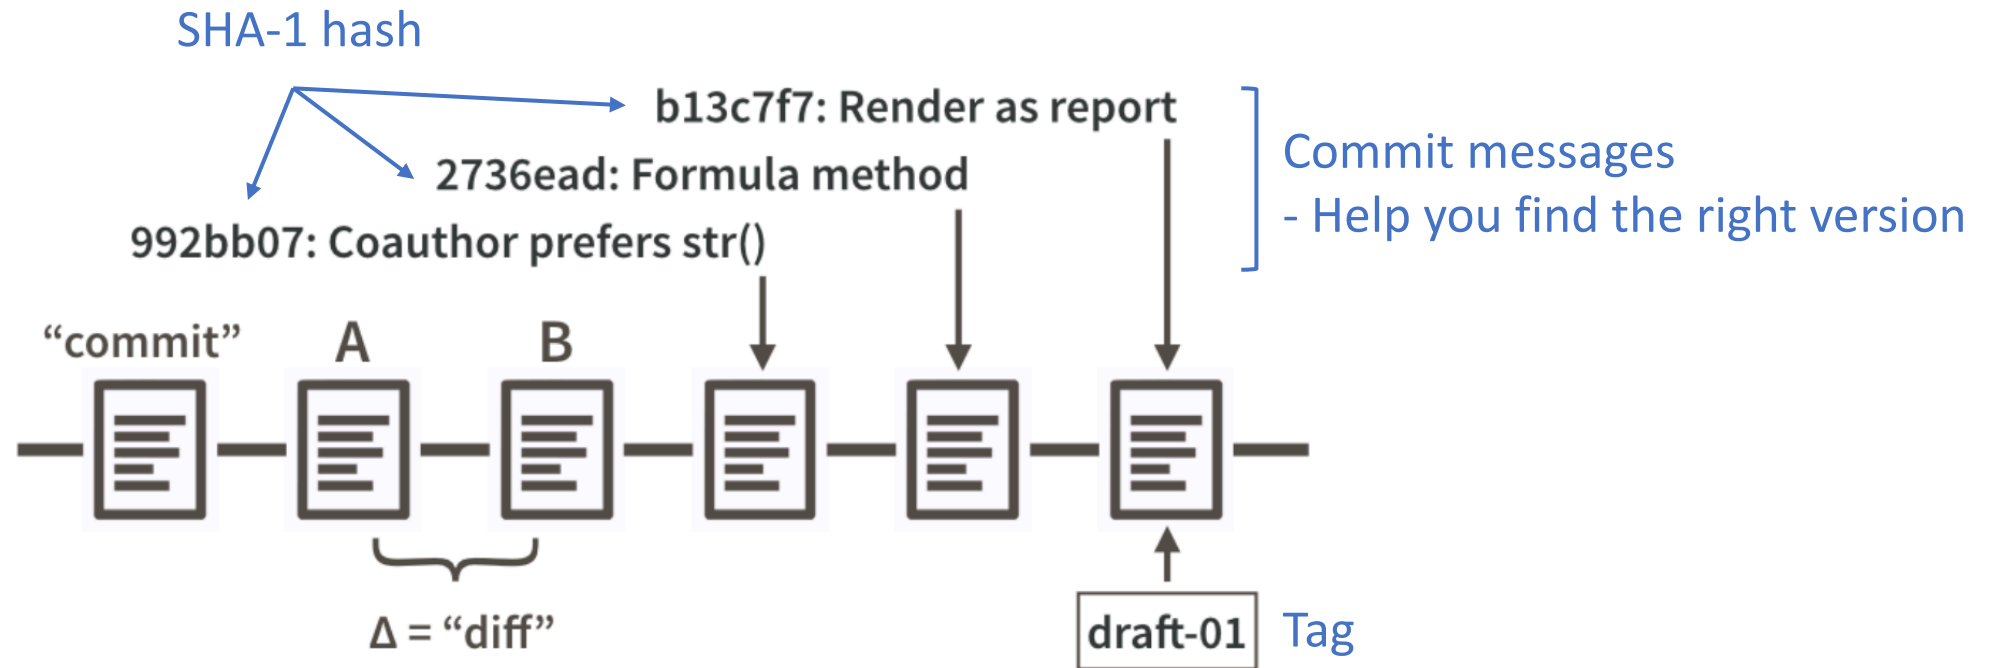 SHA-1 hash
b13c7f7: Render as report
2736ead: Formula method
992bb07: Coauthor prefers str()
Commit messages
- Help you find the right version
“commit”
A
B
Δ = “diff”
draft-01
Tag